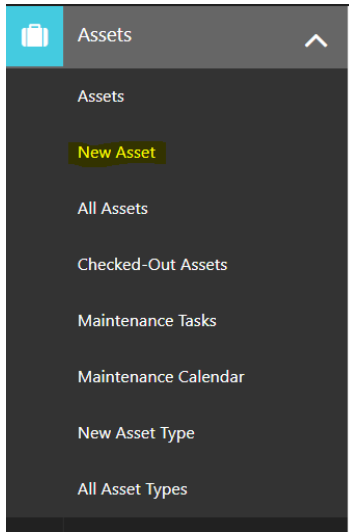 Assets
Assets
New Asset
All Assets
Checked-Out Assets
Maintenance Tasks
Maintenance Calendar
New Asset Type
All Asset Types